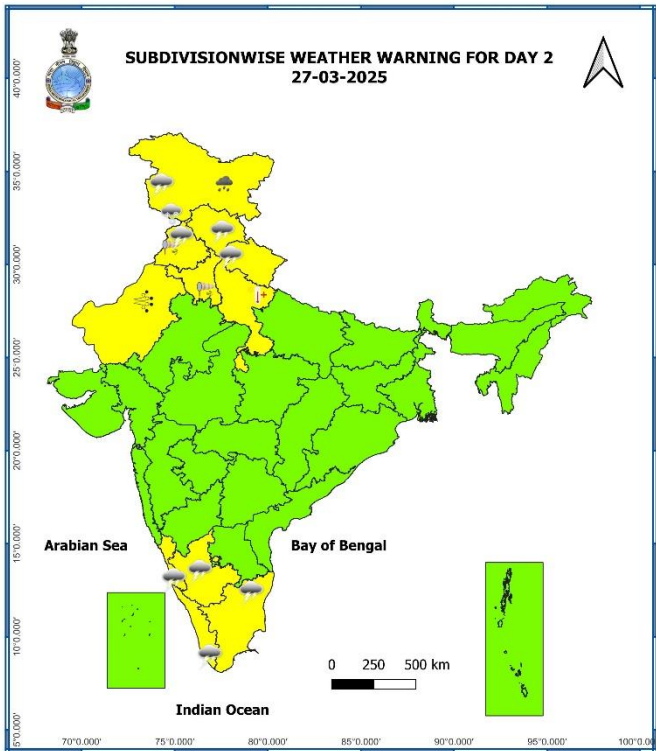 SUBDIVISIONWISE WEATHER WARNING FOR DAY 2
27-03-2025
40°0.000'
35°0.000'
30°0.000'
25°0.000'
20°0.000'
15°0.000'
10°0.000'
5°0.000'
Arabian Sea
Bay of Bengal
0 250 500 km
Indian Ocean
70°0.000' 75°0.000' 80°0.000' 85°0.000' 90°0.000' 95°0.000' 100°0.000'